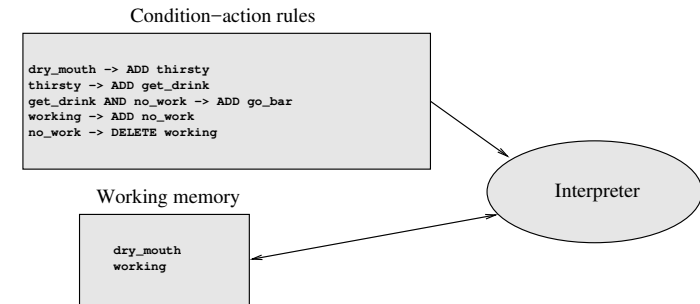 Condition−action rules
dry_mouth −> ADD thirsty
thirsty −> ADD get_drink
get_drink AND no_work −> ADD go_bar
working −> ADD no_work
no_work −> DELETE working
Interpreter
Working memory
dry_mouth
working